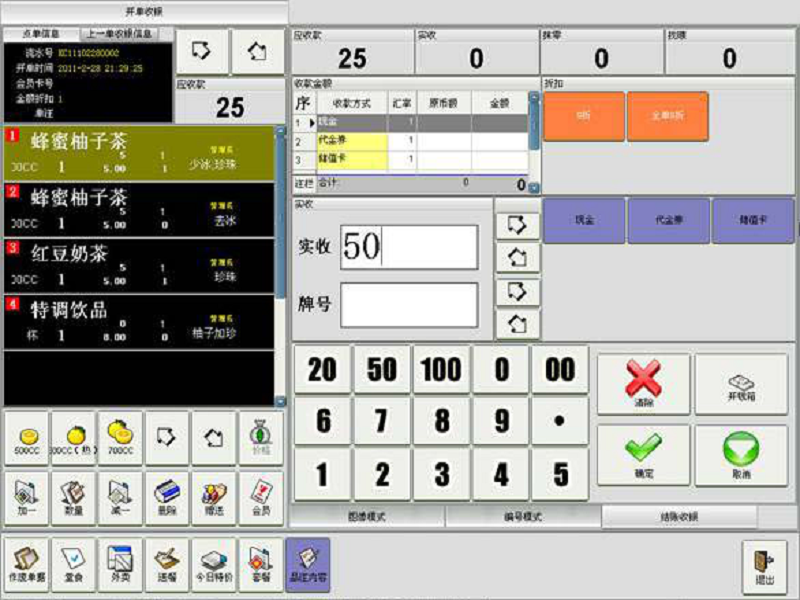 开单收银
点单信息 上一单收银信息
流水号 KC11102280002
开单时间 2011-2-28 21:29:25
会员卡号
金额折扣 1
单注
应收款
25
1 蜂蜜柚子茶
5 1 管理员
00CC 1 5.00 1 少冰,珍珠
2 蜂蜜柚子茶
5 1 管理员
00CC 1 5.00 0 去冰
3 红豆奶茶
5 1 管理员
00CC 1 5.00 1 珍珠
4 特调饮品
0 1 管理员
杯 1 8.00 0 柚子加珍
500CC 700CC 价格
加一 数量 减一 删除 赠送 会员
作废单据 堂食 外卖 送餐 今日特价 套餐 品注内容
应收款 实收 抹零 找赎
25 0 0 0
收款金额
序 收款方式 汇率 原币额 金额
1 现金 1
2 代金券 1
3 储值卡 1
合计: 0 0
折扣
8折 全单8折
现金 代金券 储值卡
实收
实收 50
牌号
20 50 100 0 00
6 7 8 9 .
1 2 3 4 5
清除 开钱箱
确定 取消
图谱模式 编号模式 结账收银
退出